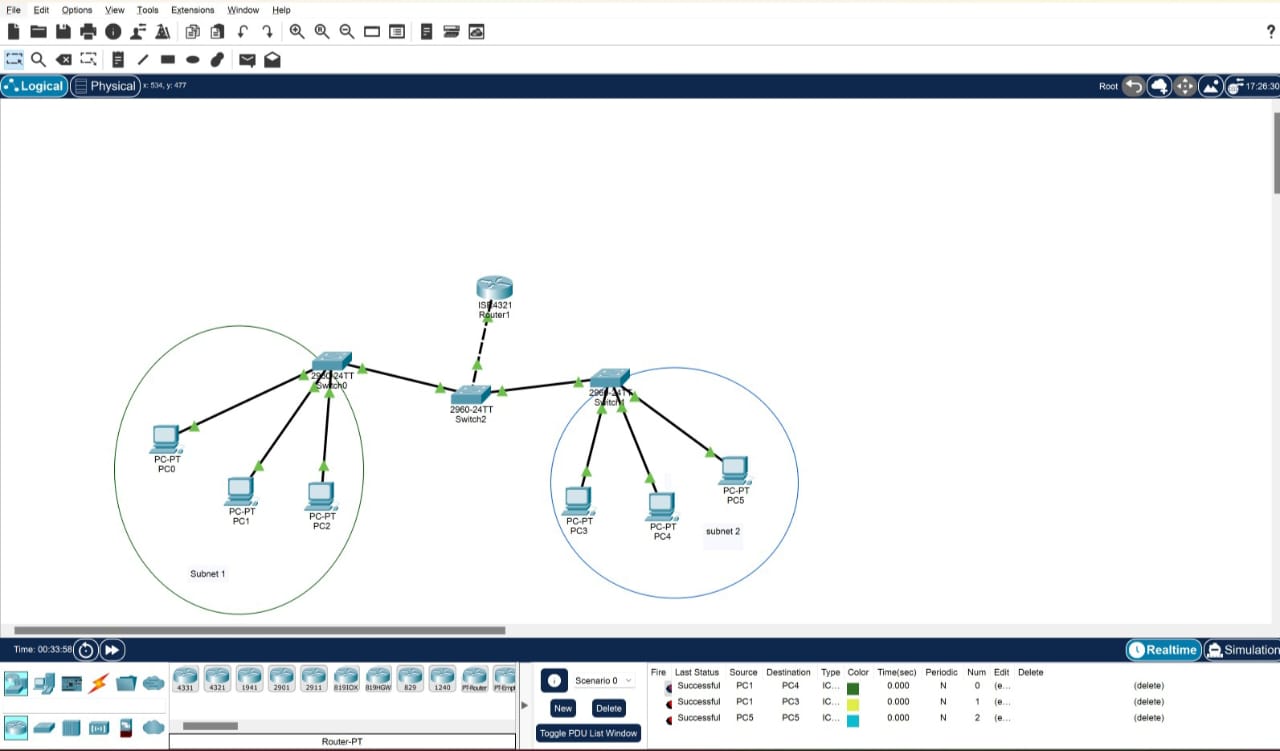 File Edit Options View Tools Extensions Window Help
?
Logical Physical x: 534, y: 477 Root 17:26:30
ISR4321
Router1
2960-24TT
Switch0
2960-24TT
Switch2
2960-24TT
Switch1
PC-PT
PC0
PC-PT
PC1
PC-PT
PC2
PC-PT
PC3
PC-PT
PC4
PC-PT
PC5
subnet 2
Subnet 1
Time: 00:33:58 Realtime Simulation
4331 4321 1941 2901 2911 819IOX 819HGW 829 1240 PT-Router PT-Empt
Router-PT
Scenario 0
New Delete
Toggle PDU List Window
Fire Last Status Source Destination Type Color Time(sec) Periodic Num Edit Delete
Successful PC1 PC4 IC... 0.000 N 0 (e... (delete)
Successful PC1 PC3 IC... 0.000 N 1 (e... (delete)
Successful PC5 PC5 IC... 0.000 N 2 (e... (delete)